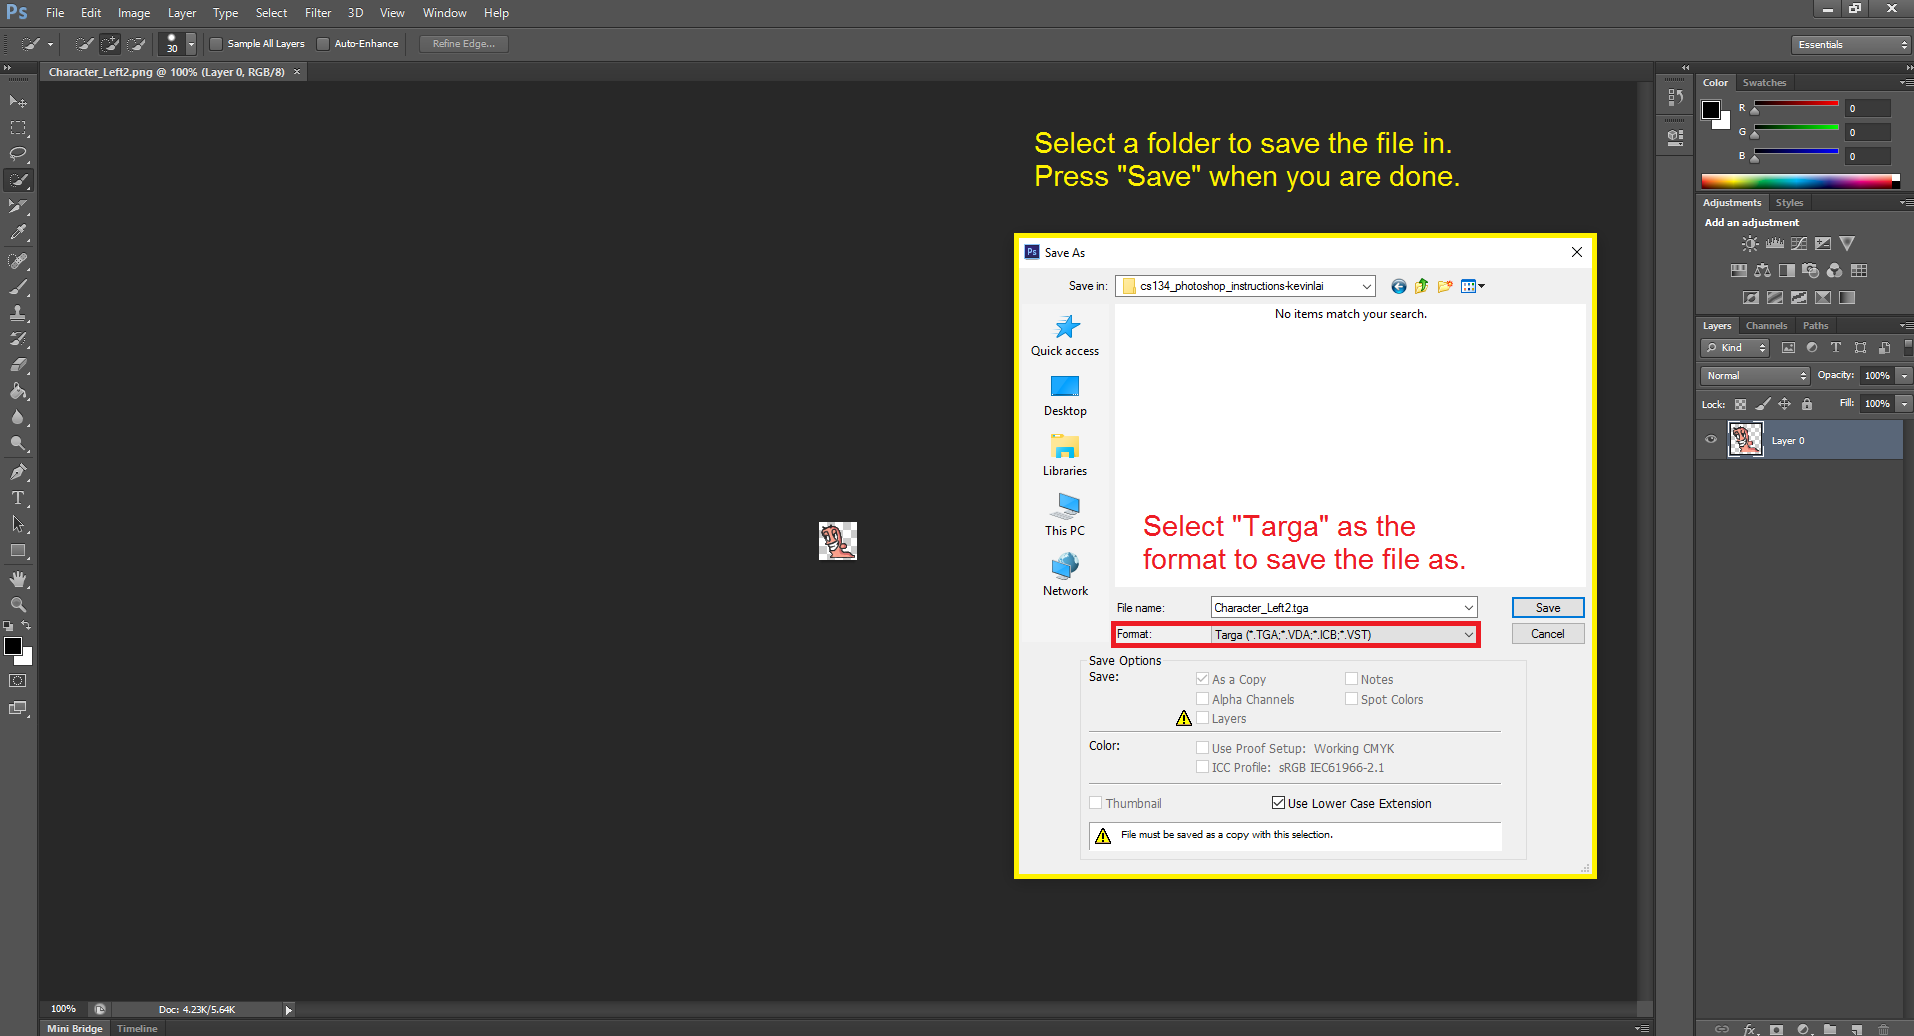 Ps File Edit Image Layer Type Select Filter 3D View Window Help
30 Sample All Layers Auto-Enhance Refine Edge... Essentials
Character_Left2.png @ 100% (Layer 0, RGB/8) ×
Color Swatches
R 0
G 0
B 0
Select a folder to save the file in.
Press "Save" when you are done.
Adjustments Styles
Add an adjustment
Ps Save As
Save in: cs134_photoshop_instructions-kevinlai
No items match your search.
Quick access
Desktop
Libraries
This PC
Network
Select "Targa" as the
format to save the file as.
File name: Character_Left2.tga Save
Format: Targa (*.TGA;*.VDA;*.ICB;*.VST) Cancel
Save Options
Save: As a Copy Notes
Alpha Channels Spot Colors
Layers
Color: Use Proof Setup: Working CMYK
ICC Profile: sRGB IEC61966-2.1
Thumbnail Use Lower Case Extension
File must be saved as a copy with this selection.
Layers Channels Paths
Kind
Normal Opacity: 100%
Lock: Fill: 100%
Layer 0
100% Doc: 4.23K/5.64K
Mini Bridge Timeline
fx